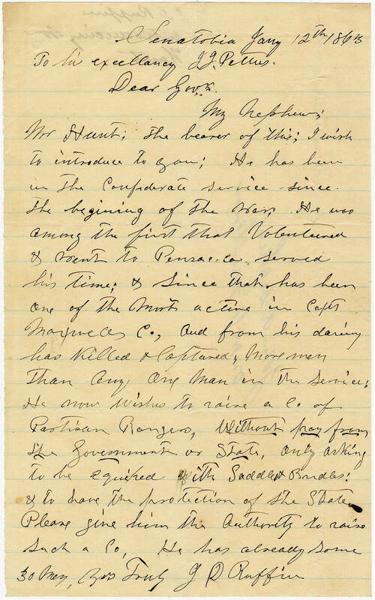 Senatobia Jany 12th 1863
To his excellancy J.J. Pettus.
Dear Govr.
My Nephew;
Mr Hunt; the bearer of this; I wish
to introduce to you; He has been
in the Confederate service since.
the begining of the War. He was
among the first that Voluntered
& went to Pensacola served
his time; & since that has been
one of the most active in Capt
Co, And from his daring
has killed & Captured, more men
than any one man in the service;
He now wishes to raise a Co of
Partisan Rangers, without pay from
the Government or State, only asking
to be equiped with Saddles & Bridles!
& to have the protection of the State
Please give him the Authority to raise
such a Co, He has already some
30 men, Yrs Truly J D Ruffin